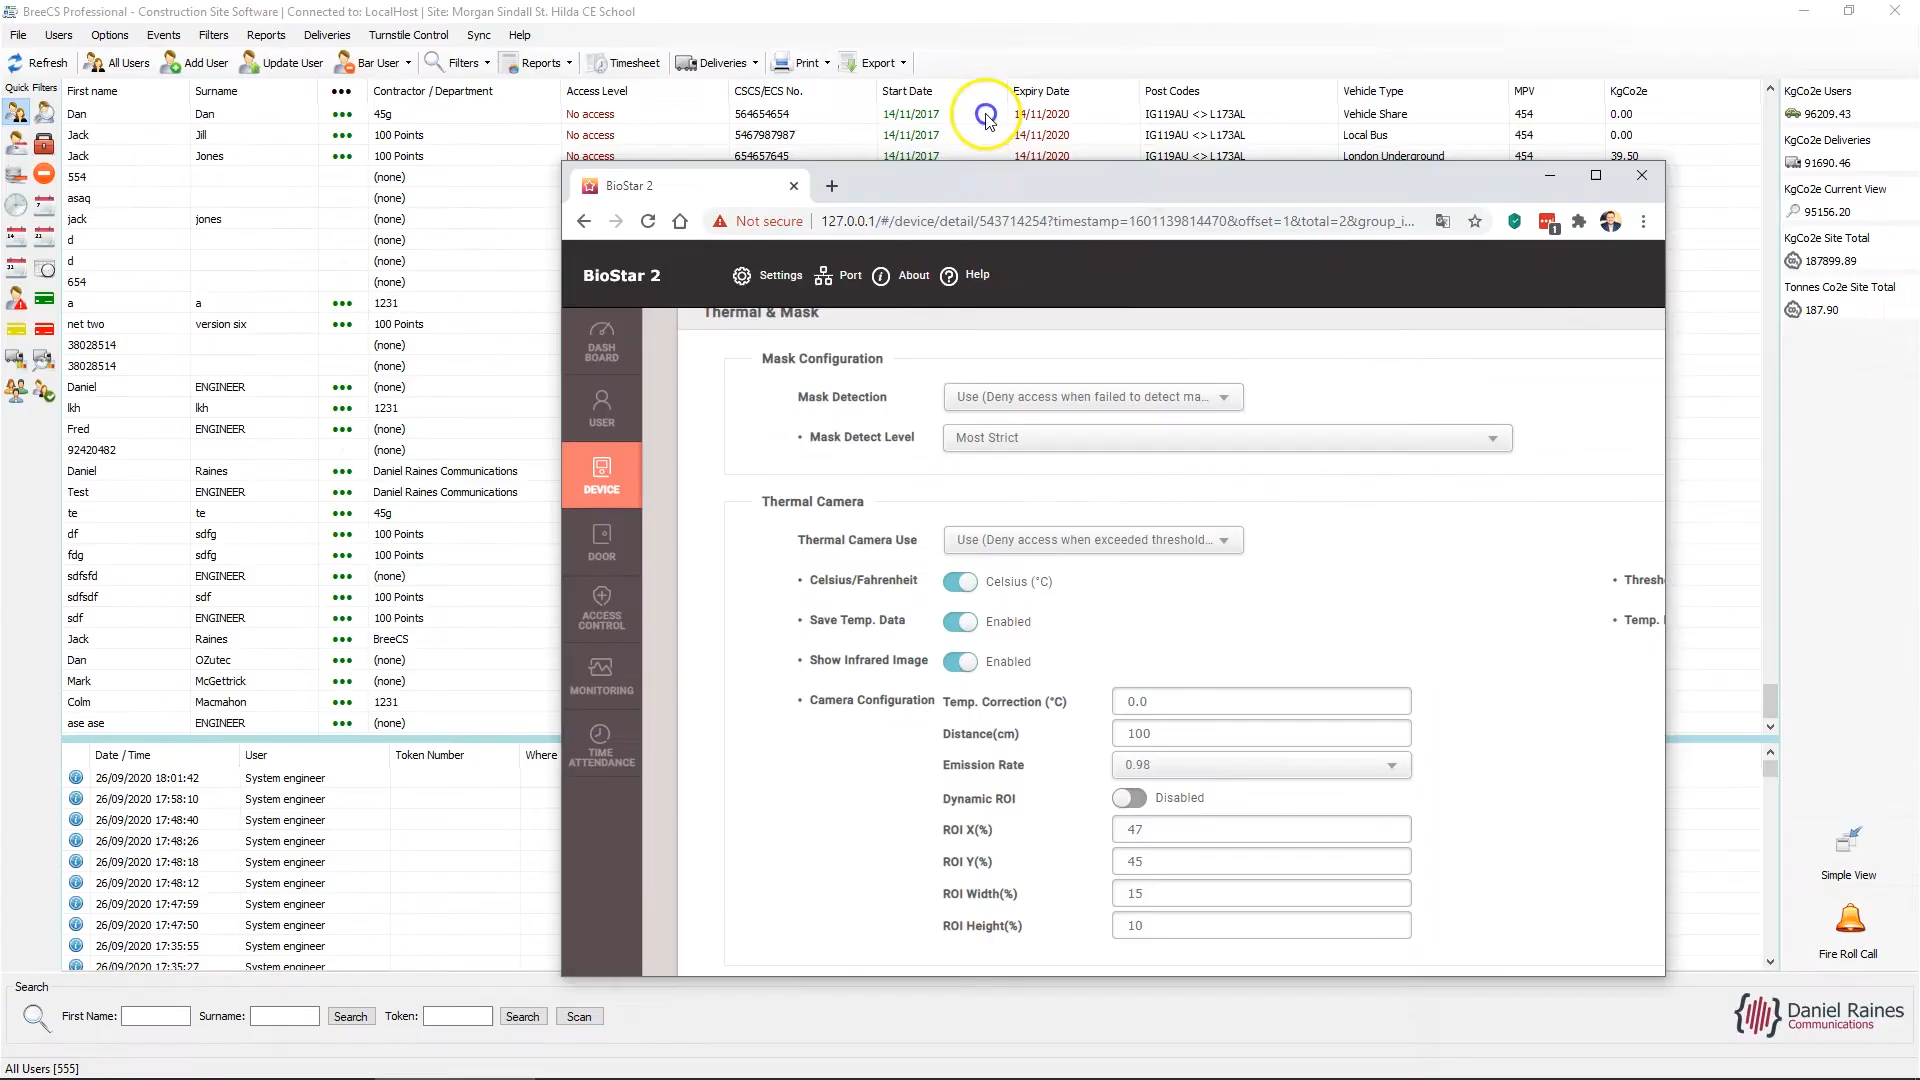 BreeCS Professional - Construction Site Software | Connected to: LocalHost | Site: Morgan Sindall St. Hilda CE School
File Users Options Events Filters Reports Deliveries Turnstile Control Sync Help
Refresh All Users Add User Update User Bar User Filters Reports Timesheet Deliveries Print Export
Quick Filters First name Surname Contractor / Department Access Level CSCS/ECS No. Start Date Expiry Date Post Codes Vehicle Type MPV KgCo2e
Dan Dan 45g No access 564654654 14/11/2017 14/11/2020 IG119AU <> L173AL Vehicle Share 454 0.00
Jack Jill 100 Points No access 5467987987 14/11/2017 14/11/2020 IG119AU <> L173AL Local Bus 454 0.00
Jack Jones 100 Points No access 654657645 14/11/2017 14/11/2020 IG119AU <> L173AL London Underground 454 39.50
554 (none)
asaq (none)
jack jones (none)
d (none)
d (none)
654 (none)
a a 1231
net two version six 100 Points
38028514 (none)
38028514 (none)
Daniel ENGINEER (none)
lkh lkh 1231
Fred ENGINEER (none)
92420482 (none)
Daniel Raines Daniel Raines Communications
Test ENGINEER Daniel Raines Communications
te te 45g
df sdfg 100 Points
fdg sdfg 100 Points
sdfsfd ENGINEER (none)
sdfsdf sdf 100 Points
sdf ENGINEER 100 Points
Jack Raines BreeCS
Dan OZutec (none)
Mark McGettrick (none)
Colm Macmahon 1231
ase ase ENGINEER (none)
Date / Time User Token Number Where
26/09/2020 18:01:42 System engineer
26/09/2020 17:58:10 System engineer
26/09/2020 17:48:40 System engineer
26/09/2020 17:48:26 System engineer
26/09/2020 17:48:18 System engineer
26/09/2020 17:48:12 System engineer
26/09/2020 17:47:59 System engineer
26/09/2020 17:47:50 System engineer
26/09/2020 17:35:55 System engineer
26/09/2020 17:35:27 System engineer
BioStar 2
Not secure 127.0.0.1/#/device/detail/543714254?timestamp=1601139814470&offset=1&total=2&group_i...
BioStar 2 Settings Port About Help
DASH
BOARD
USER
DEVICE
DOOR
ACCESS
CONTROL
MONITORING
TIME
ATTENDANCE
Thermal & Mask
Mask Configuration
Mask Detection Use (Deny access when failed to detect ma...
• Mask Detect Level Most Strict
Thermal Camera
Thermal Camera Use Use (Deny access when exceeded threshold...
• Celsius/Fahrenheit Celsius (°C) • Thresh
• Save Temp. Data Enabled • Temp.
• Show Infrared Image Enabled
• Camera Configuration Temp. Correction (°C) 0.0
Distance(cm) 100
Emission Rate 0.98
Dynamic ROI Disabled
ROI X(%) 47
ROI Y(%) 45
ROI Width(%) 15
ROI Height(%) 10
KgCo2e Users
96209.43
KgCo2e Deliveries
91690.46
KgCo2e Current View
95156.20
KgCo2e Site Total
187899.89
Tonnes Co2e Site Total
187.90
Simple View
Fire Roll Call
Search
First Name: Surname: Search Token: Search Scan
Daniel Raines
Communications
All Users [555]